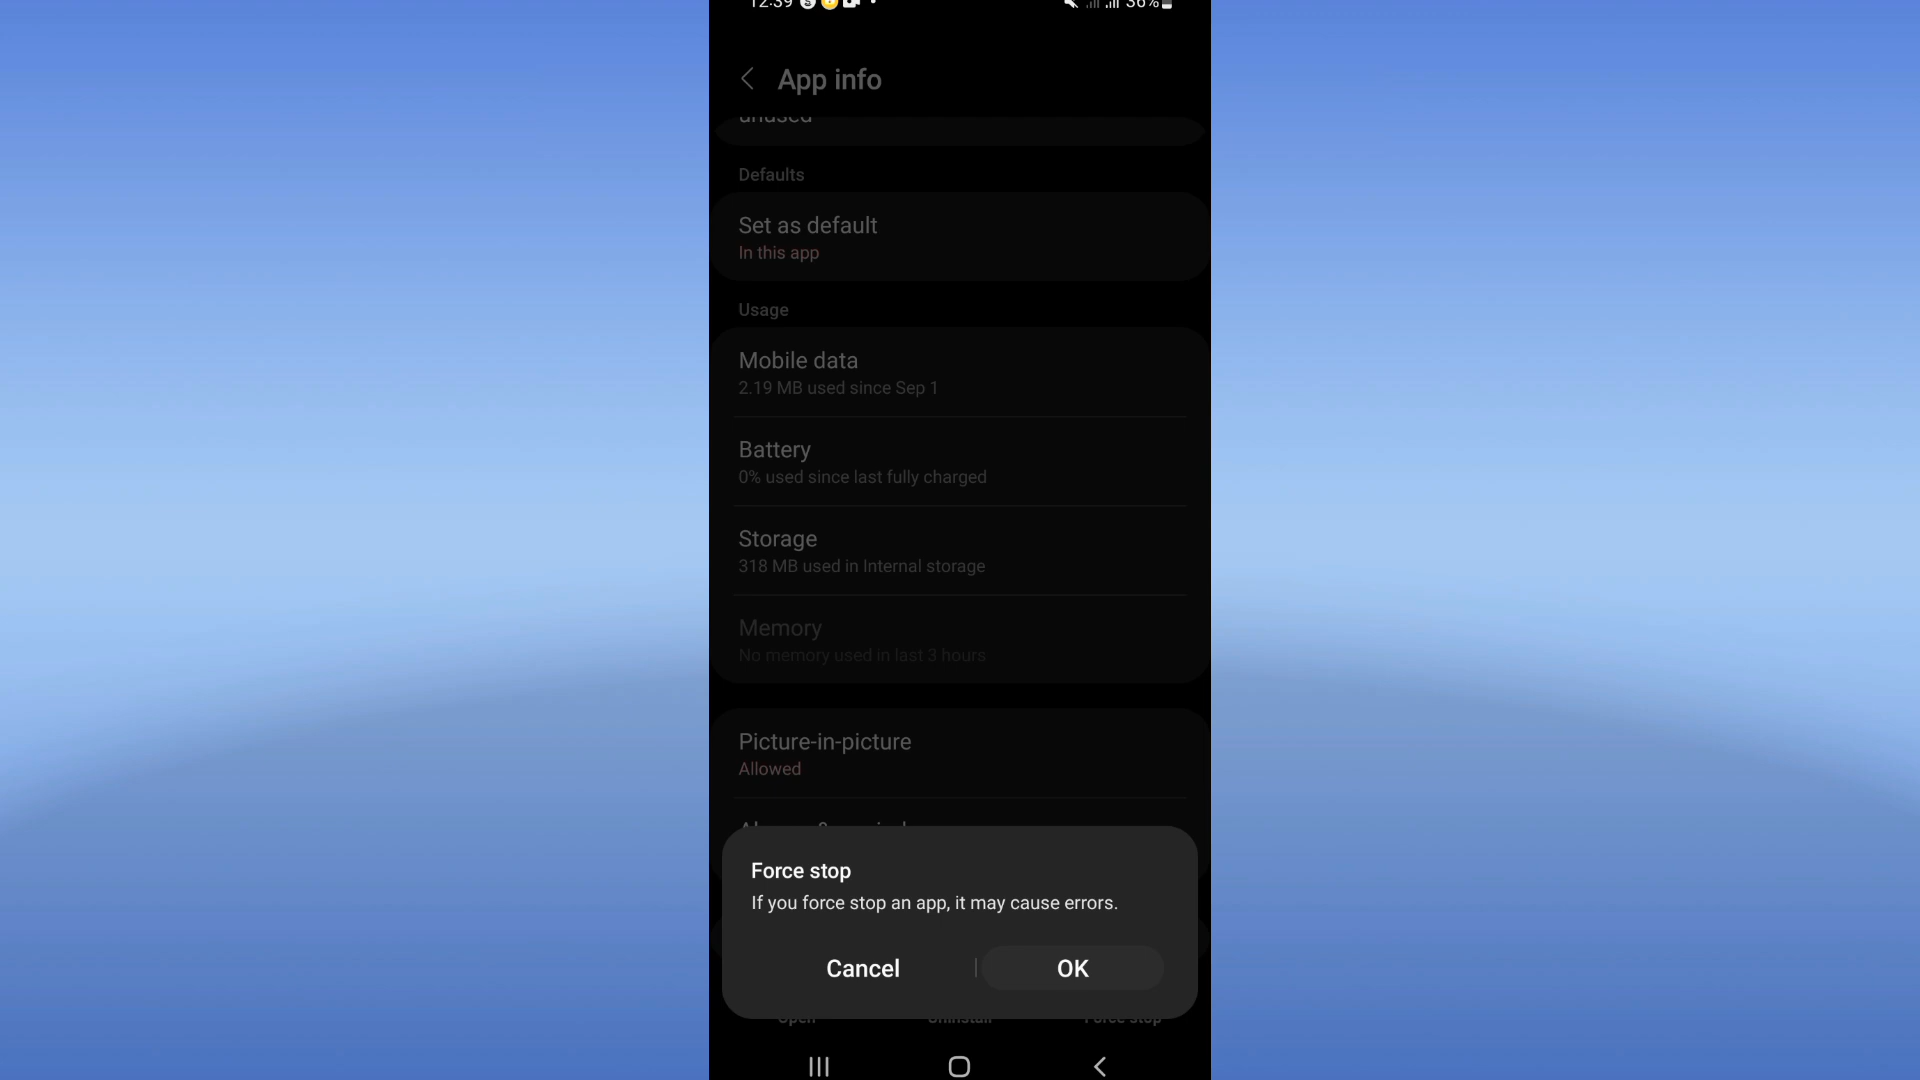 12:39 36%
App info
unused
Defaults
Set as default
In this app
Usage
Mobile data
2.19 MB used since Sep 1
Battery
0% used since last fully charged
Storage
318 MB used in Internal storage
Memory
No memory used in last 3 hours
Picture-in-picture
Allowed
Force stop
If you force stop an app, it may cause errors.
Cancel OK
Open Uninstall Force stop